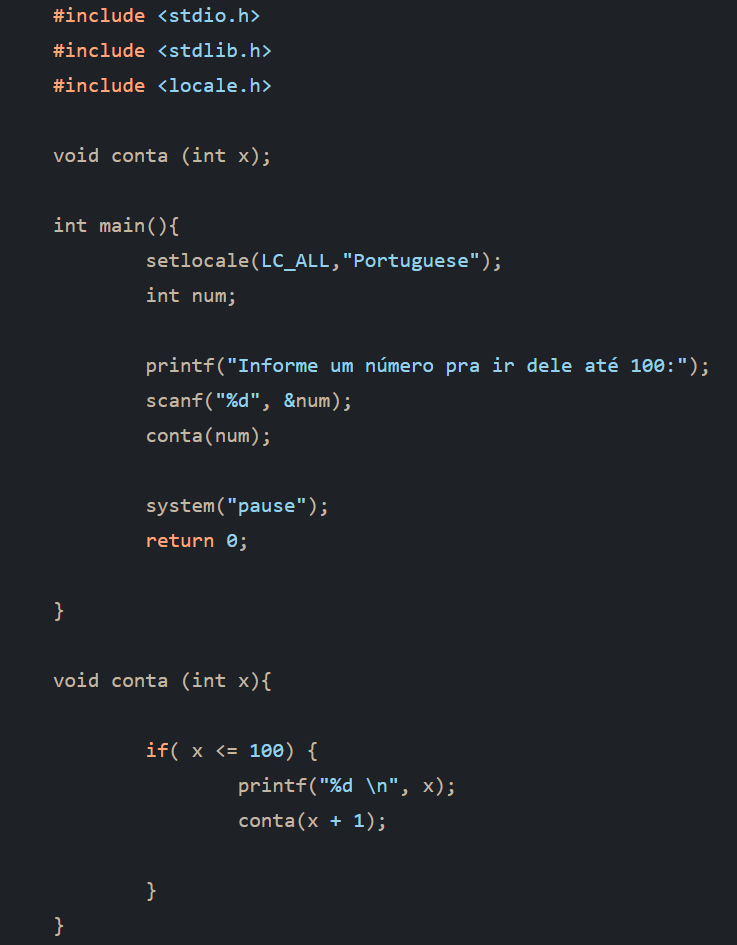 #include <stdio.h>
#include <stdlib.h>
#include <locale.h>
void conta (int x);
int main(){
setlocale(LC_ALL,"Portuguese");
int num;
printf("Informe um número pra ir dele até 100:");
scanf("%d", &num);
conta(num);
system("pause");
return 0;
}
void conta (int x){
if( x <= 100) {
printf("%d \n", x);
conta(x + 1);
}
}